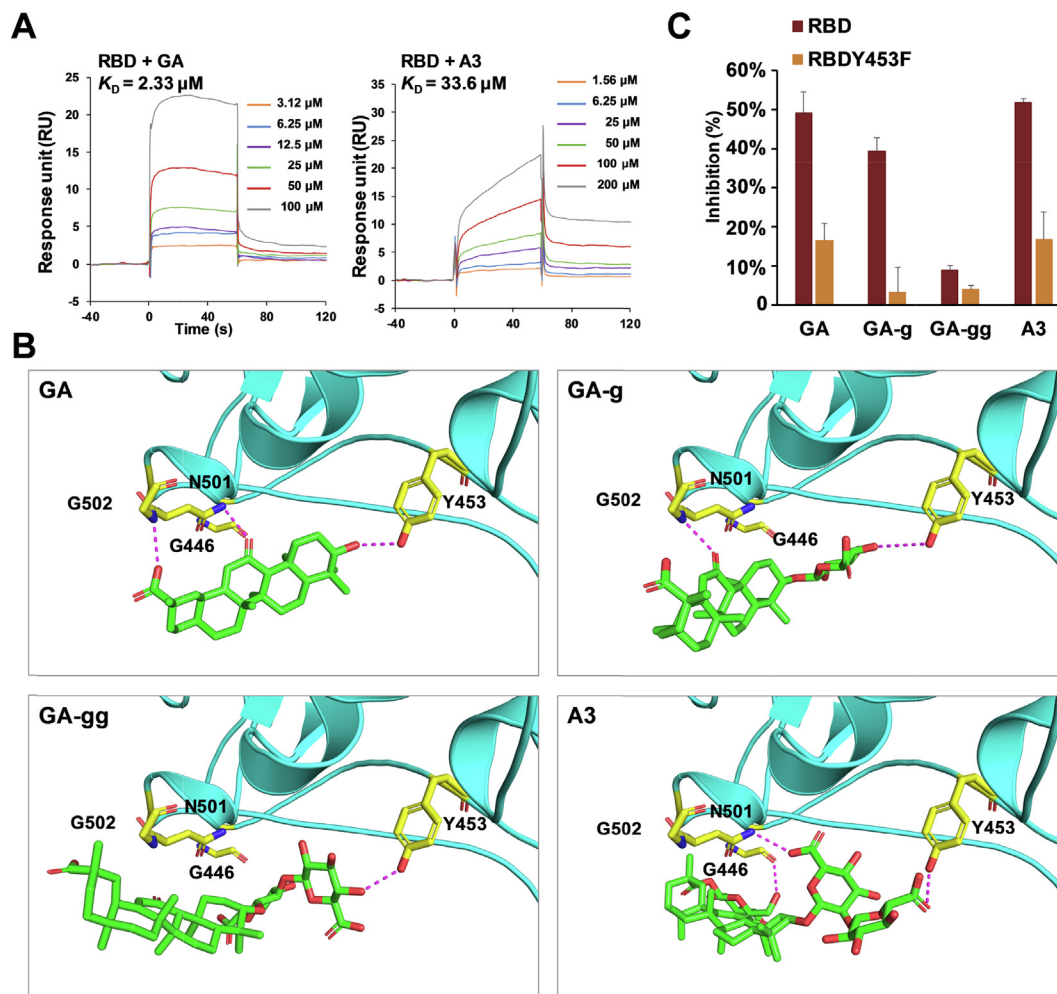 A
RBD + GA
KD = 2.33 µM
Response unit (RU)
25
20
15
10
5
0
-5
-40
0
40
80
120
Time (s)
3.12 µM
6.25 µM
12.5 µM
25 µM
50 µM
100 µM
RBD + A3
KD = 33.6 µM
Response unit (RU)
35
30
25
20
15
10
5
0
-5
-40
0
40
80
120
1.56 µM
6.25 µM
25 µM
50 µM
100 µM
200 µM
C
RBD
RBDY453F
Inhibition (%)
60%
50%
40%
30%
20%
10%
0
GA
GA-g
GA-gg
A3
B
GA
N501
G502
G446
Y453
GA-g
N501
G502
G446
Y453
GA-gg
N501
G502
G446
Y453
A3
N501
G502
G446
Y453